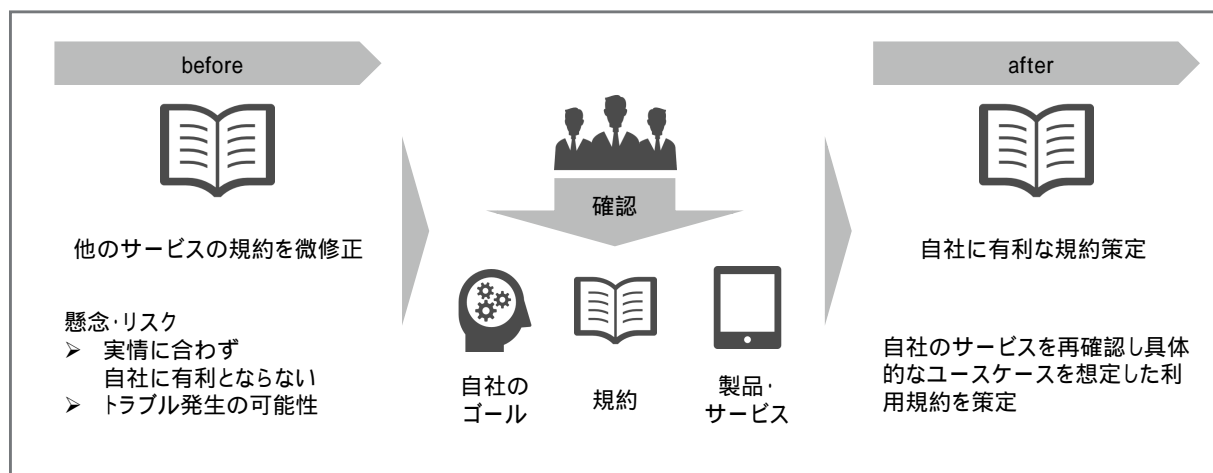 before
他のサービスの規約を微修正
懸念・リスク
➢ 実情に合わず
自社に有利とならない
➢ トラブル発生の可能性
確認
自社の
ゴール
規約
製品・
サービス
after
自社に有利な規約策定
自社のサービスを再確認し具体
的なユースケースを想定した利
用規約を策定